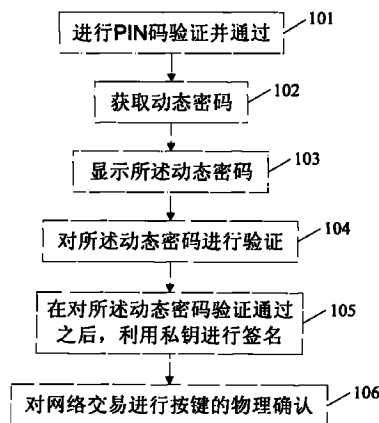 进行PIN码验证并通过 101
获取动态密码 102
显示所述动态密码 103
对所述动态密码进行验证 104
在对所述动态密码验证通过
之后，利用私钥进行签名 105
对网络交易进行按键的物理确认 106